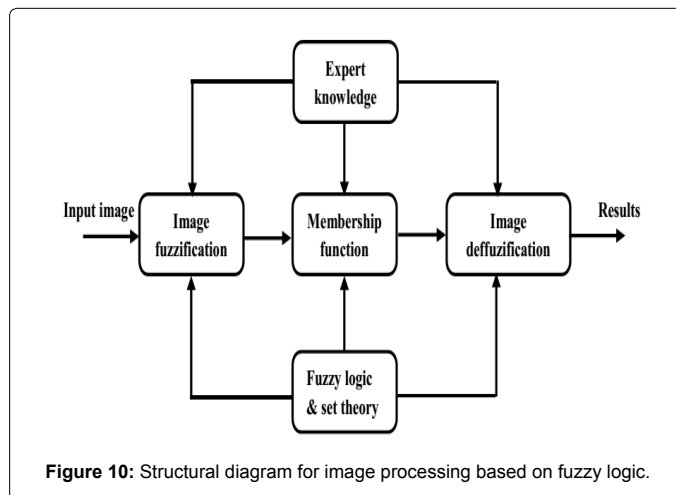 Expert
knowledge
Input image
Image
fuzzification
Membership
function
Image
deffuzification
Results
Fuzzy logic
& set theory
Figure 10: Structural diagram for image processing based on fuzzy logic.